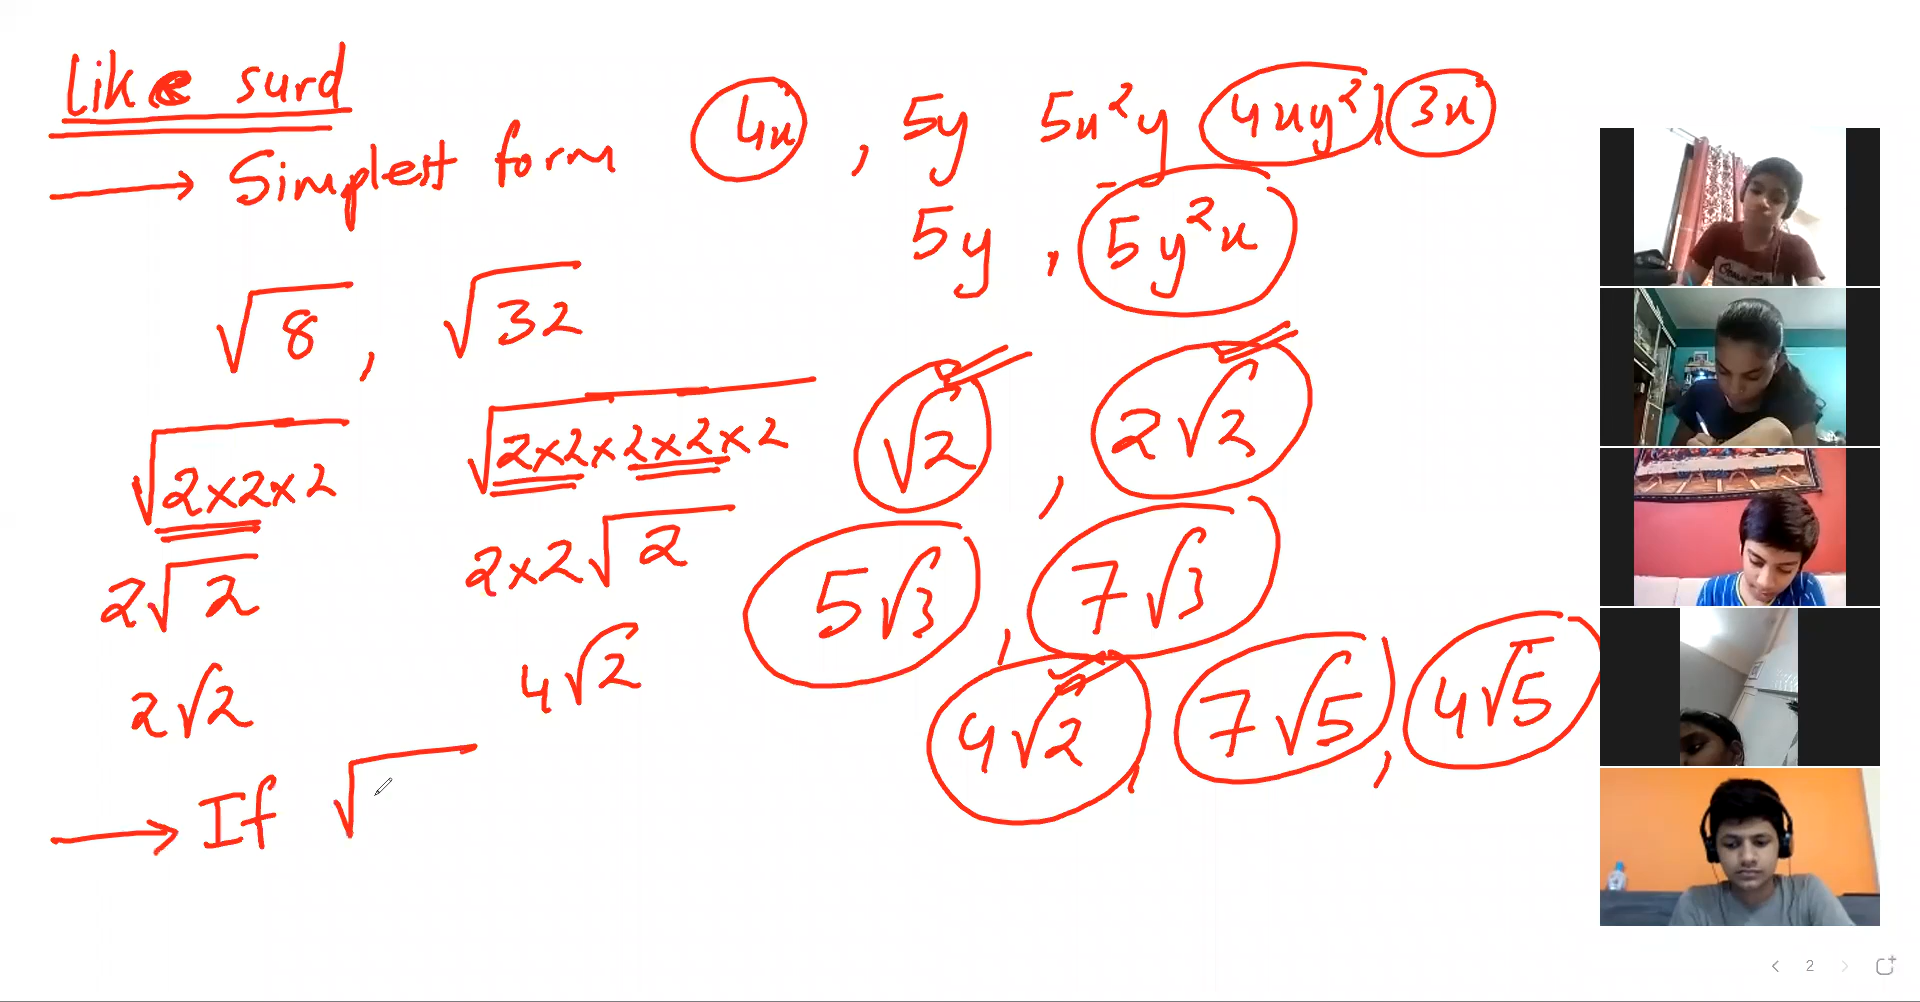 Like surd
→ Simplest form
4x , 5y 5x²y 4xy² , 3x
5y , 5y²x
√8 , √32
√2×2×2 √2×2×2×2×2
√2 , 2√2
2√2 2×2√2
5√3 , 7√3
2√2 4√2
4√2 , 7√5 , 4√5
→ If √
2